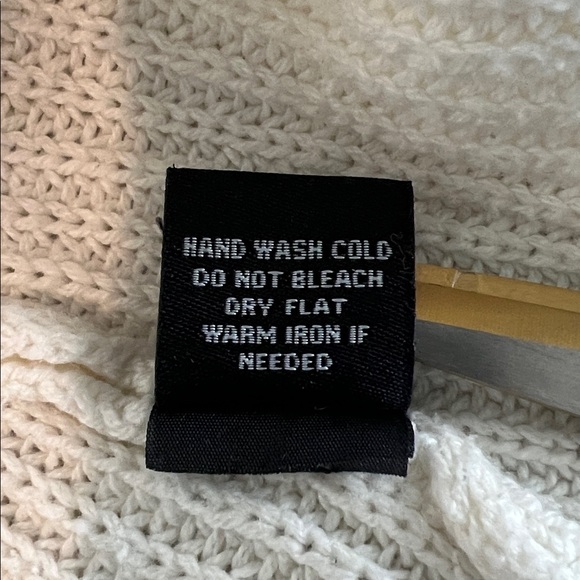 HAND WASH COLD
DO NOT BLEACH
DRY FLAT
WARM IRON IF
NEEDED